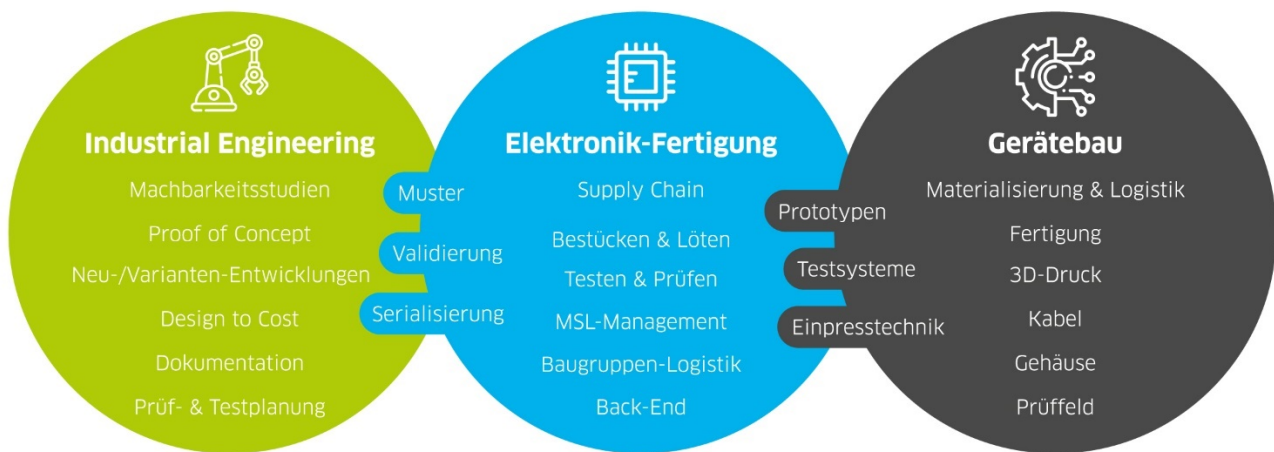 Industrial Engineering
Machbarkeitsstudien
Proof of Concept
Neu-/Varianten-Entwicklungen
Design to Cost
Dokumentation
Prüf- & Testplanung
Muster
Validierung
Serialisierung
Elektronik-Fertigung
Supply Chain
Bestücken & Löten
Testen & Prüfen
MSL-Management
Baugruppen-Logistik
Back-End
Prototypen
Testsysteme
Einpresstechnik
Gerätebau
Materialisierung & Logistik
Fertigung
3D-Druck
Kabel
Gehäuse
Prüffeld